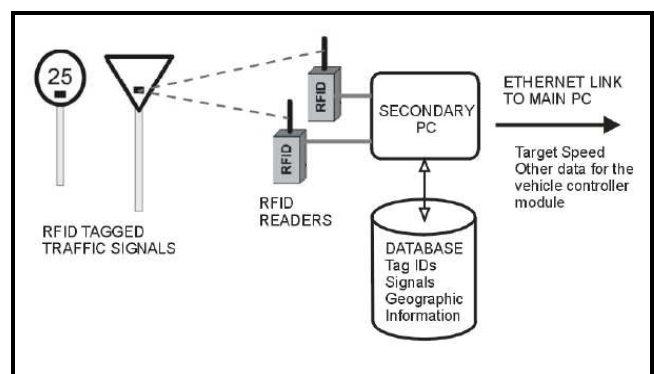 25
RFID TAGGED
TRAFFIC SIGNALS
RFID
RFID
RFID
READERS
SECONDARY
PC
DATABASE
Tag IDs
Signals
Geographic
Information
ETHERNET LINK
TO MAIN PC
Target Speed
Other data for the
vehicle controller
module